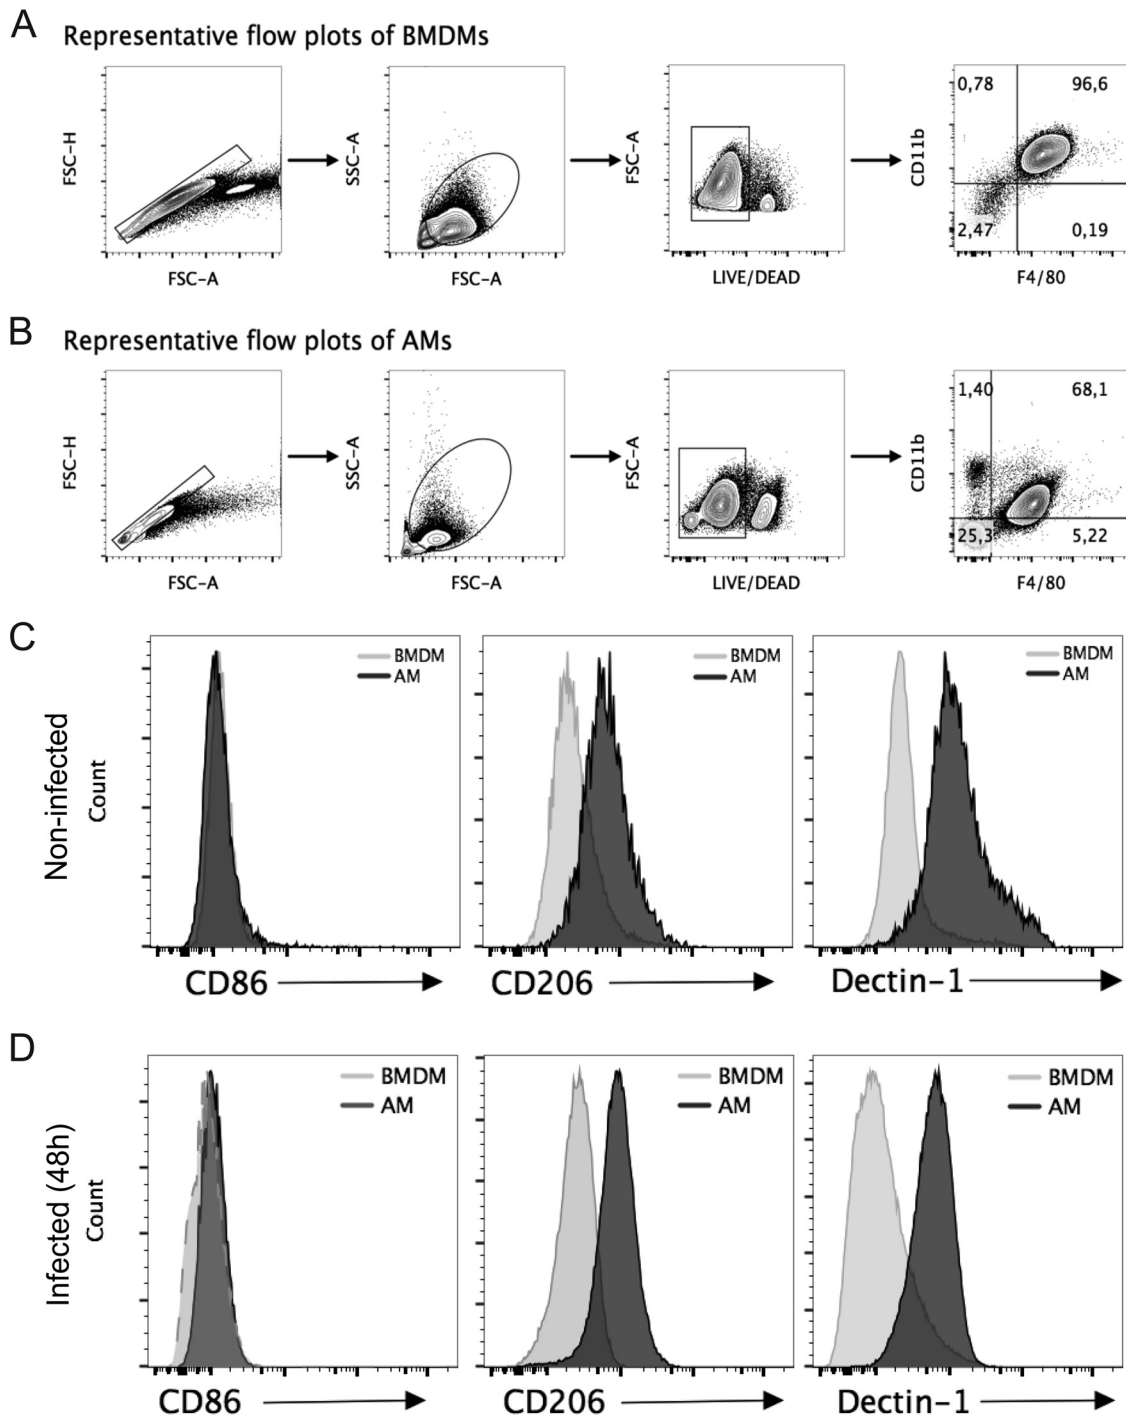 A
Representative flow plots of BMDMs
FSC-H
FSC-A
SSC-A
FSC-A
FSC-A
LIVE/DEAD
CD11b
0,78
96,6
2,47
0,19
F4/80
B
Representative flow plots of AMs
FSC-H
FSC-A
SSC-A
FSC-A
FSC-A
LIVE/DEAD
CD11b
1,40
68,1
25,3
5,22
F4/80
C
Non-infected
Count
BMDM
AM
CD86
BMDM
AM
CD206
BMDM
AM
Dectin-1
D
Infected (48h)
Count
BMDM
AM
CD86
BMDM
AM
CD206
BMDM
AM
Dectin-1